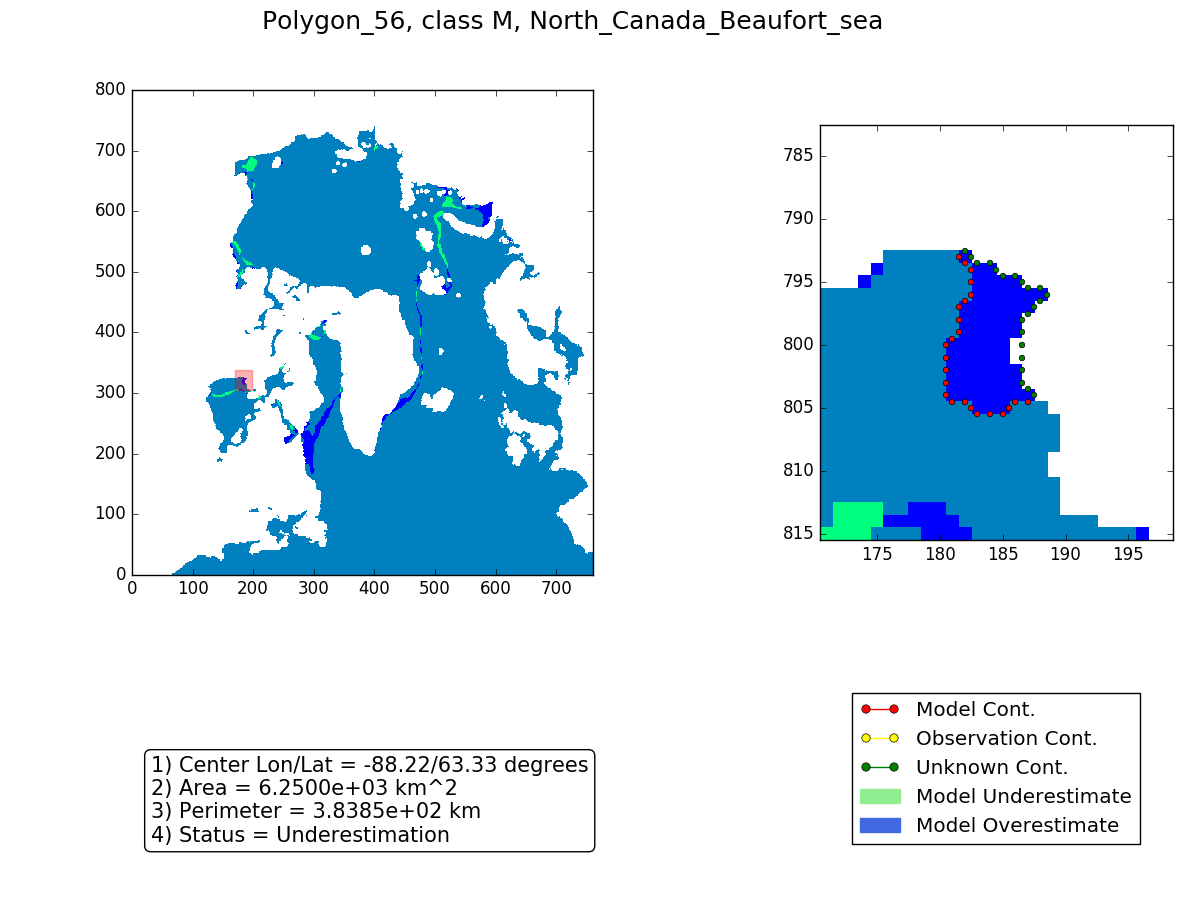 Polygon_56, class M, North_Canada_Beaufort_sea
800
700
600
500
400
300
200
100
0
0 100 200 300 400 500 600 700
785
790
795
800
805
810
815
175 180 185 190 195
1) Center Lon/Lat = -88.22/63.33 degrees
2) Area = 6.2500e+03 km^2
3) Perimeter = 3.8385e+02 km
4) Status = Underestimation
Model Cont.
Observation Cont.
Unknown Cont.
Model Underestimate
Model Overestimate